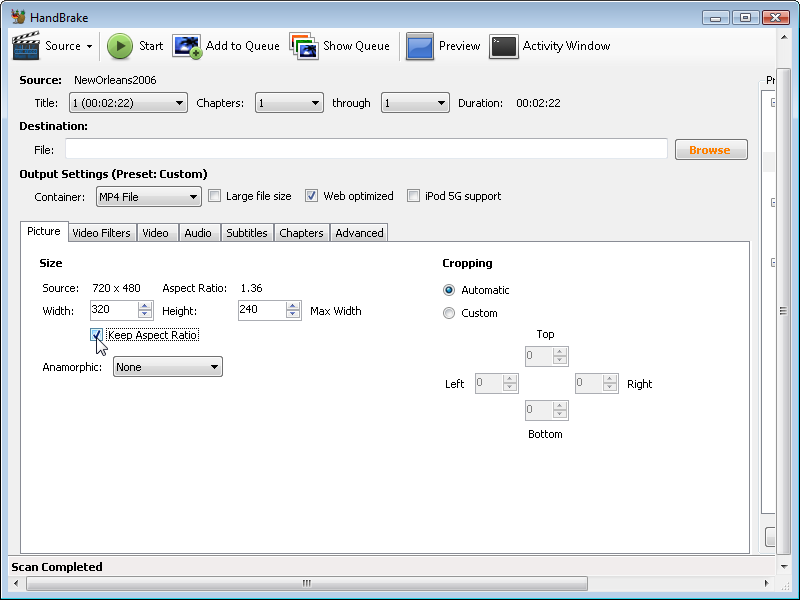 HandBrake
Source Start Add to Queue Show Queue Preview Activity Window
Source: NewOrleans2006
Title: 1 (00:02:22) Chapters: 1 through 1 Duration: 00:02:22
Destination:
File: Browse
Output Settings (Preset: Custom)
Container: MP4 File Large file size Web optimized iPod 5G support
Picture Video Filters Video Audio Subtitles Chapters Advanced
Size Cropping
Source: 720 x 480 Aspect Ratio: 1.36 Automatic
Width: 320 Height: 240 Max Width Custom
Keep Aspect Ratio Top
0
Anamorphic: None
Left 0 0 Right
0
Bottom
Scan Completed